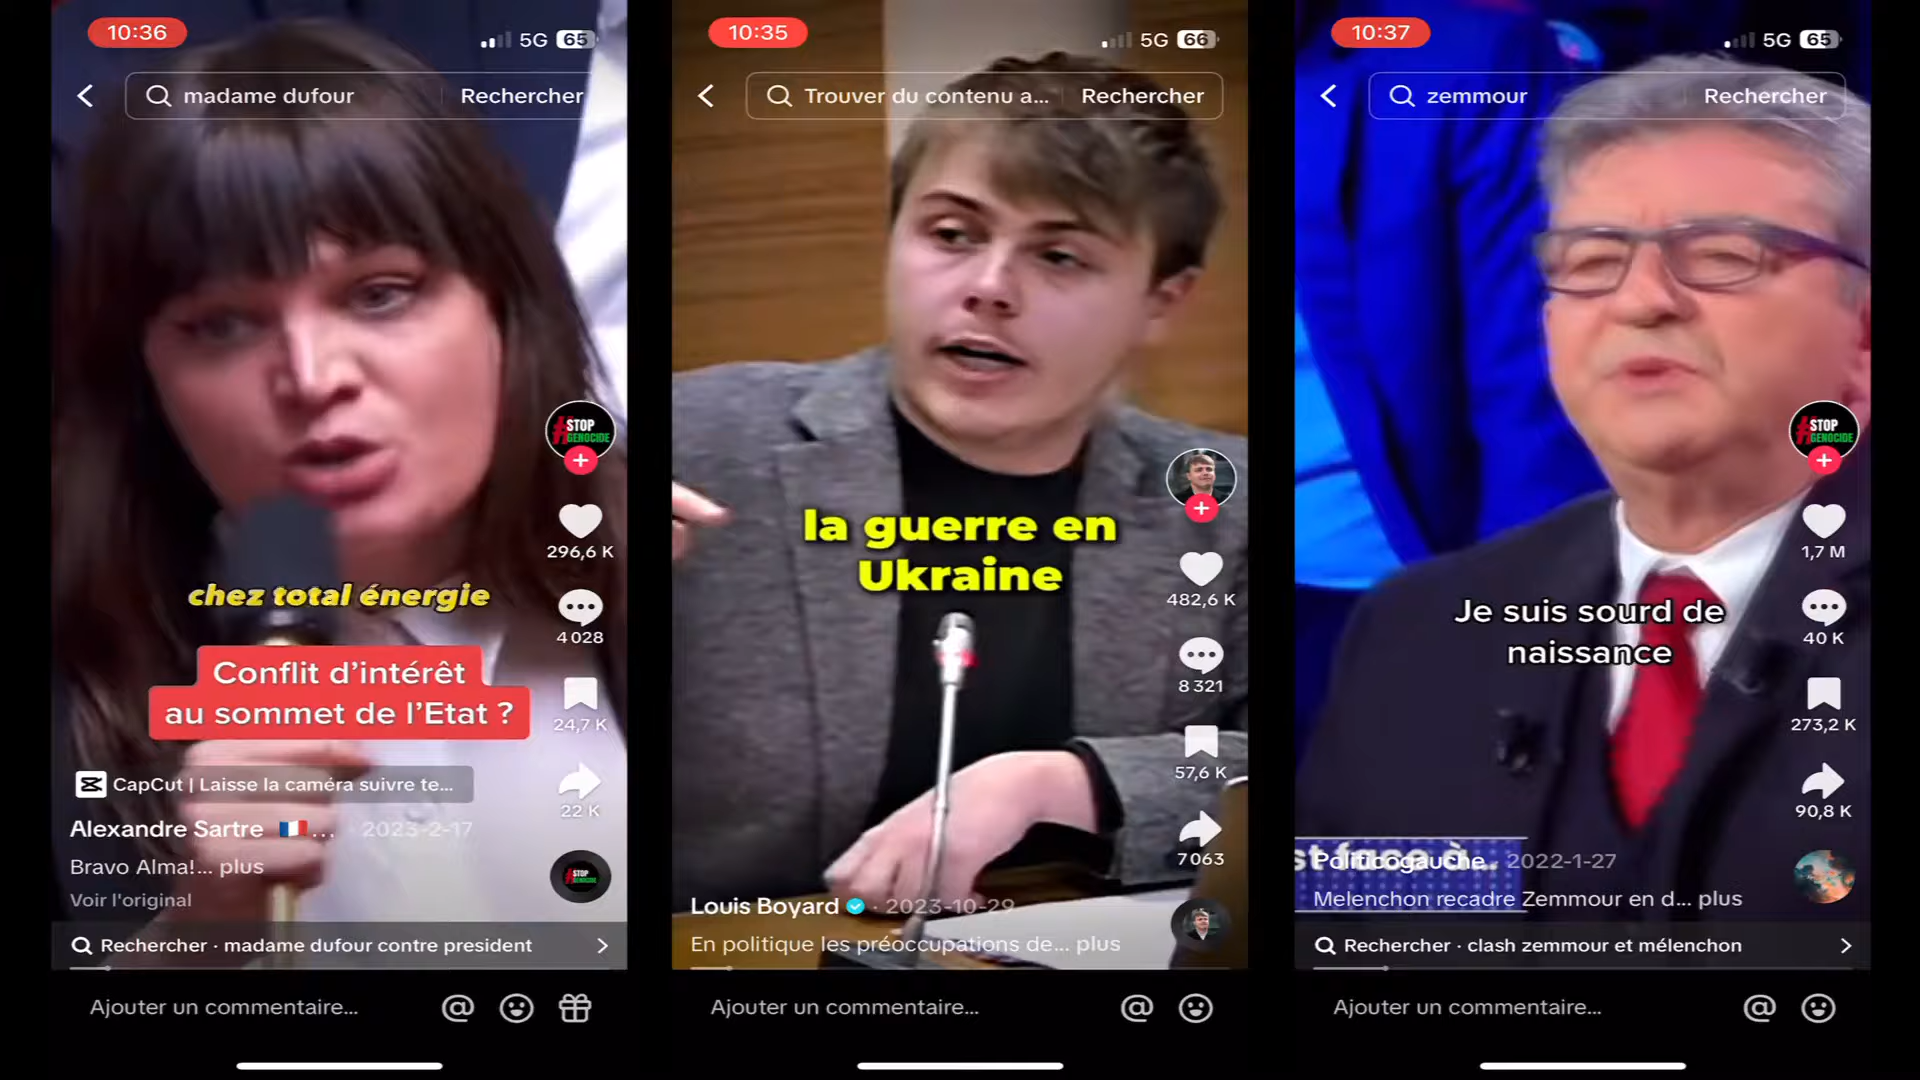 10:36
5G 65
madame dufour
Rechercher
#STOP
GENOCIDE
296,6 K
chez total énergie
4 028
Conflit d'intérêt
au sommet de l'Etat ?
24,7 K
CapCut | Laisse la caméra suivre te...
22 K
Alexandre Sartre 🇫🇷... · 2023-2-17
Bravo Alma!... plus
#STOP
GENOCIDE
Voir l'original
Rechercher · madame dufour contre president
Ajouter un commentaire...
10:35
5G 66
Trouver du contenu a...
Rechercher
la guerre en
Ukraine
482,6 K
8 321
57,6 K
7 063
Louis Boyard · 2023-10-29
En politique les préoccupations de... plus
Ajouter un commentaire...
10:37
5G 65
zemmour
Rechercher
#STOP
GENOCIDE
1,7 M
Je suis sourd de
naissance
40 K
273,2 K
90,8 K
st face à
Politicogauche.. · 2022-1-27
Melenchon recadre Zemmour en d... plus
Rechercher · clash zemmour et mélenchon
Ajouter un commentaire...